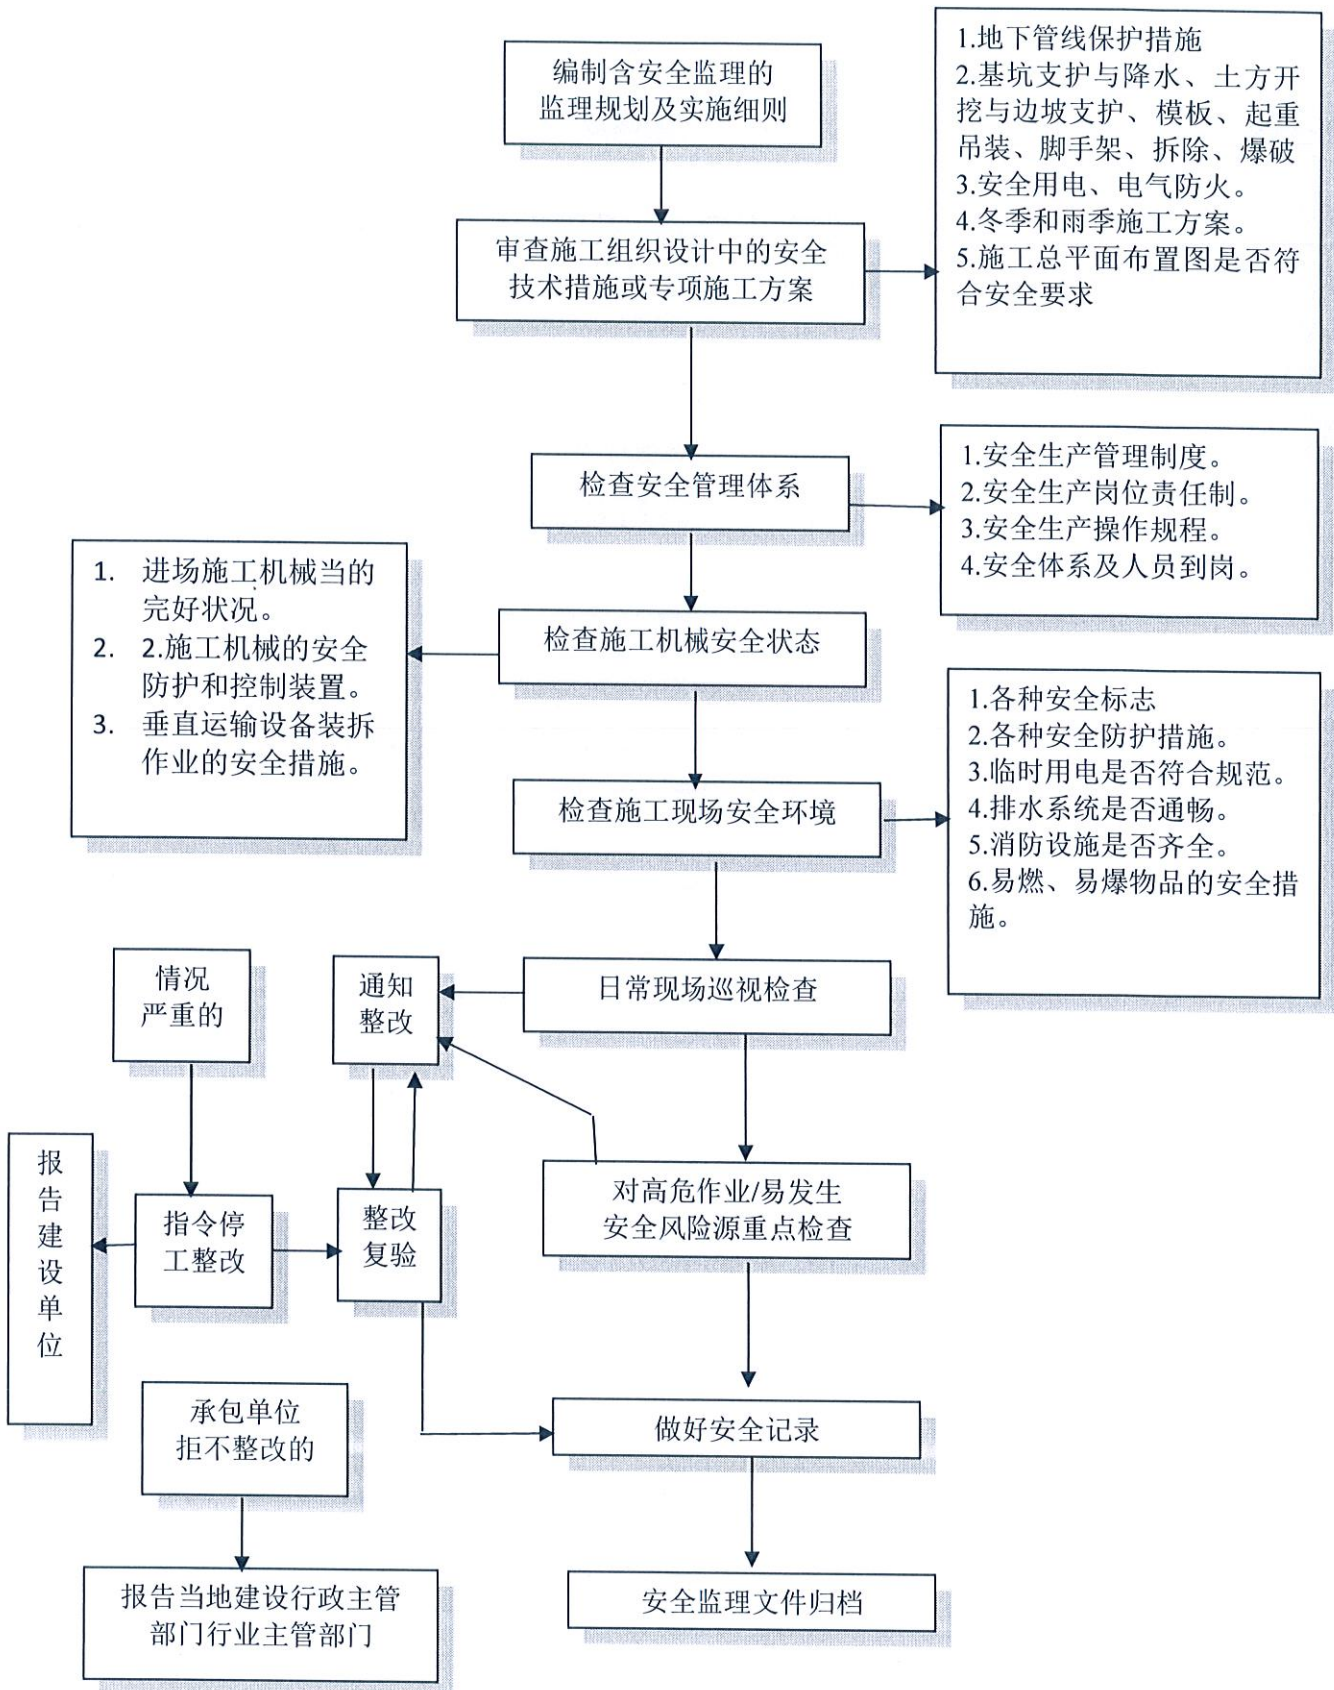 编制含安全监理的
监理规划及实施细则
1.地下管线保护措施
2.基坑支护与降水、土方开
挖与边坡支护、模板、起重
吊装、脚手架、拆除、爆破
3.安全用电、电气防火。
4.冬季和雨季施工方案。
5.施工总平面布置图是否符
合安全要求
审查施工组织设计中的安全
技术措施或专项施工方案
检查安全管理体系
1.安全生产管理制度。
2.安全生产岗位责任制。
3.安全生产操作规程。
4.安全体系及人员到岗。
1. 进场施工机械当的
完好状况。
2. 2.施工机械的安全
防护和控制装置。
3. 垂直运输设备装拆
作业的安全措施。
检查施工机械安全状态
1.各种安全标志
2.各种安全防护措施。
3.临时用电是否符合规范。
4.排水系统是否通畅。
5.消防设施是否齐全。
6.易燃、易爆物品的安全措
施。
检查施工现场安全环境
情况
严重的
通知
整改
日常现场巡视检查
报
告
建
设
单
位
指令停
工整改
整改
复验
对高危作业/易发生
安全风险源重点检查
承包单位
拒不整改的
做好安全记录
报告当地建设行政主管
部门行业主管部门
安全监理文件归档